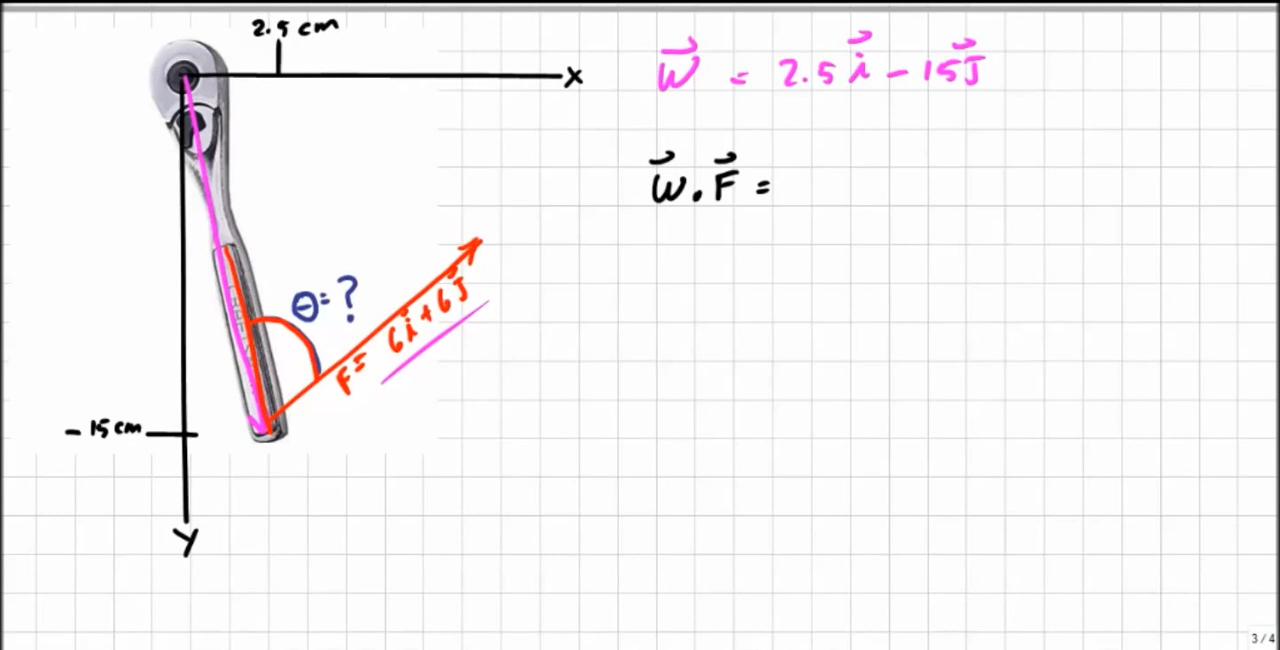 2.5 cm
X
W⃗ = 2.5 i⃗ - 15 J⃗
W⃗ . F⃗ =
θ = ?
F = 6i⃗ + 6J⃗
- 15 cm
Y
3 / 4